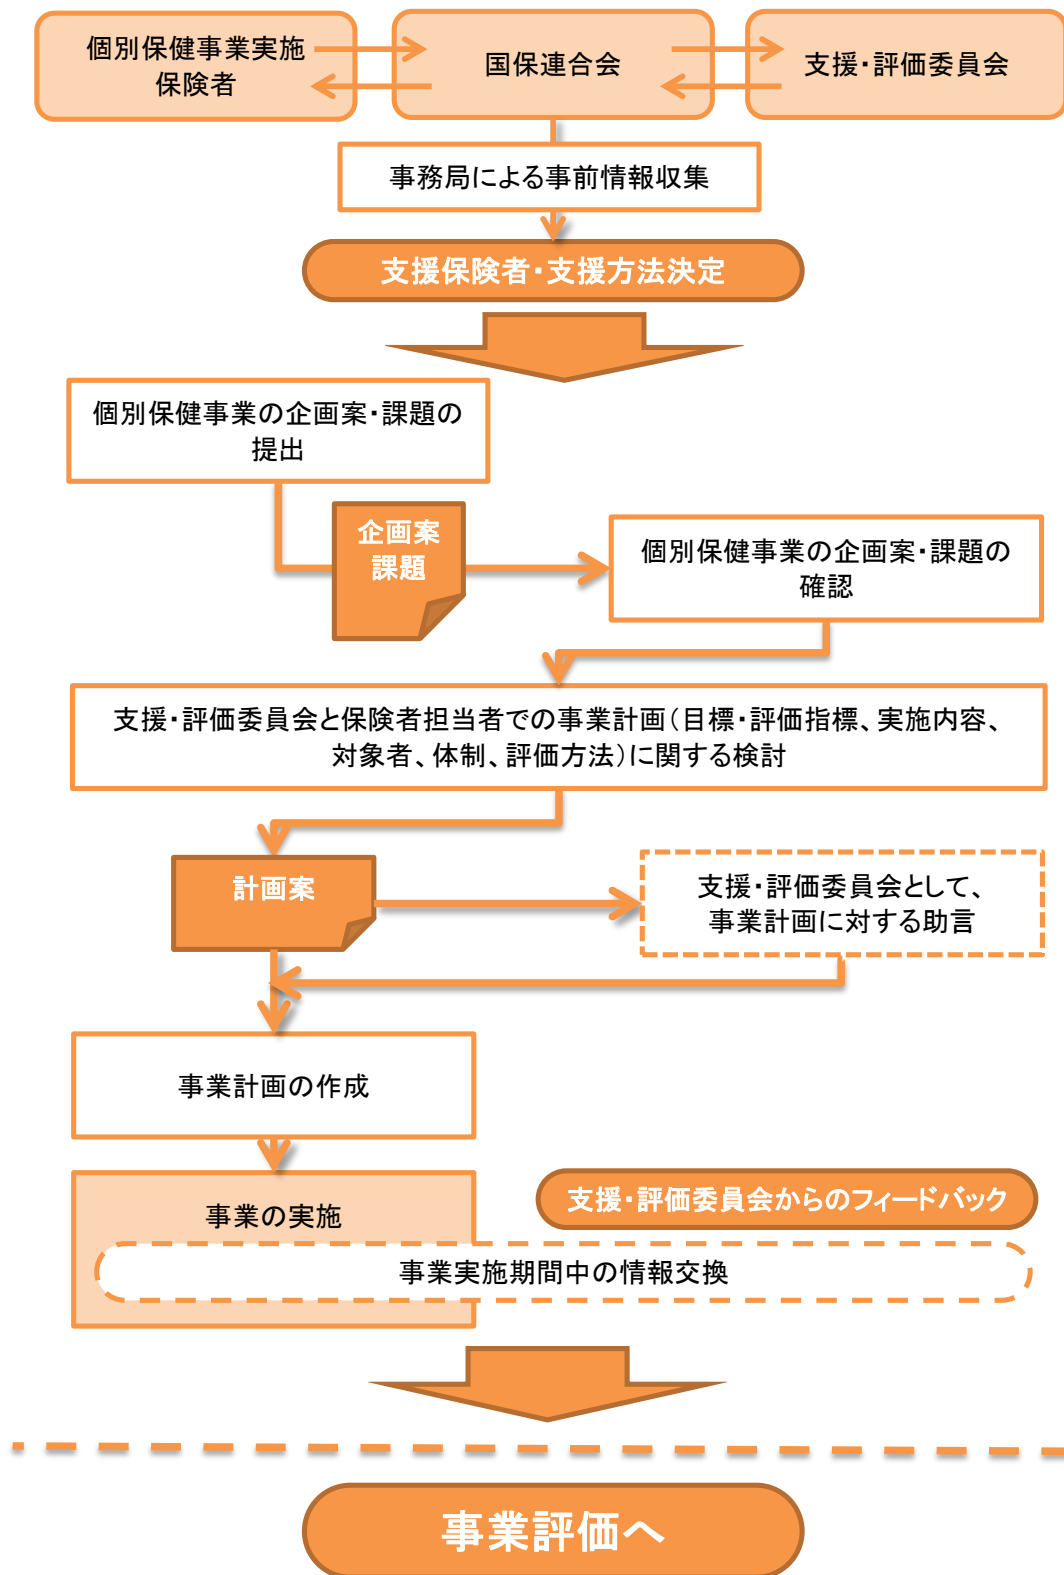 個別保健事業実施
保険者
国保連合会
支援・評価委員会
事務局による事前情報収集
支援保険者・支援方法決定
個別保健事業の企画案・課題の
提出
企画案
課題
個別保健事業の企画案・課題の
確認
支援・評価委員会と保険者担当者での事業計画（目標・評価指標、実施内容、
対象者、体制、評価方法）に関する検討
計画案
支援・評価委員会として、
事業計画に対する助言
事業計画の作成
事業の実施
支援・評価委員会からのフィードバック
事業実施期間中の情報交換
事業評価へ